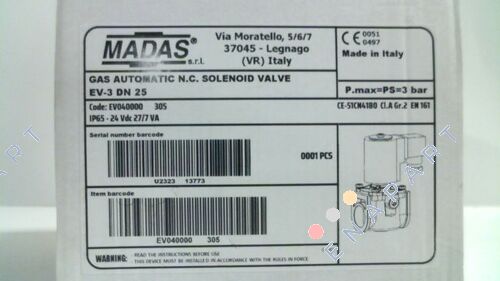 MADAS s.r.l.
Via Moratello, 5/6/7
37045 - Legnago
(VR) Italy
CE 0051
0497
Made in Italy
GAS AUTOMATIC N.C. SOLENOID VALVE
EV-3 DN 25
P.max=PS=3 bar
Code: EV040000 305
IP65 - 24 Vdc 27/7 VA
CE-51CN4180 Cl.A Gr.2 EN 161
Serial number barcode
0001 PCS
U2323 13773
Item barcode
EV040000 305
WARNING:
- READ THE INSTRUCTIONS BEFORE USE
- THIS DEVICE MUST BE INSTALLED IN ACCORDANCE WITH THE RULES IN FORCE
ENAPART